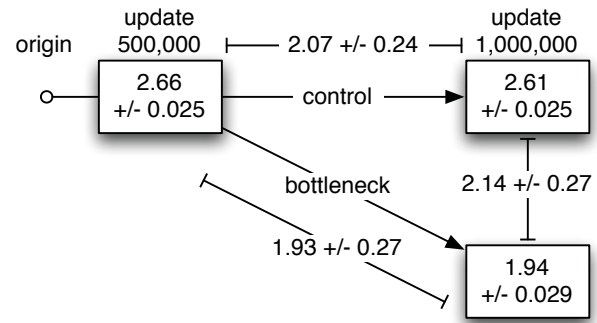 origin
update
500,000
2.07 +/- 0.24
update
1,000,000
2.66
+/- 0.025
control
2.61
+/- 0.025
bottleneck
2.14 +/- 0.27
1.93 +/- 0.27
1.94
+/- 0.029